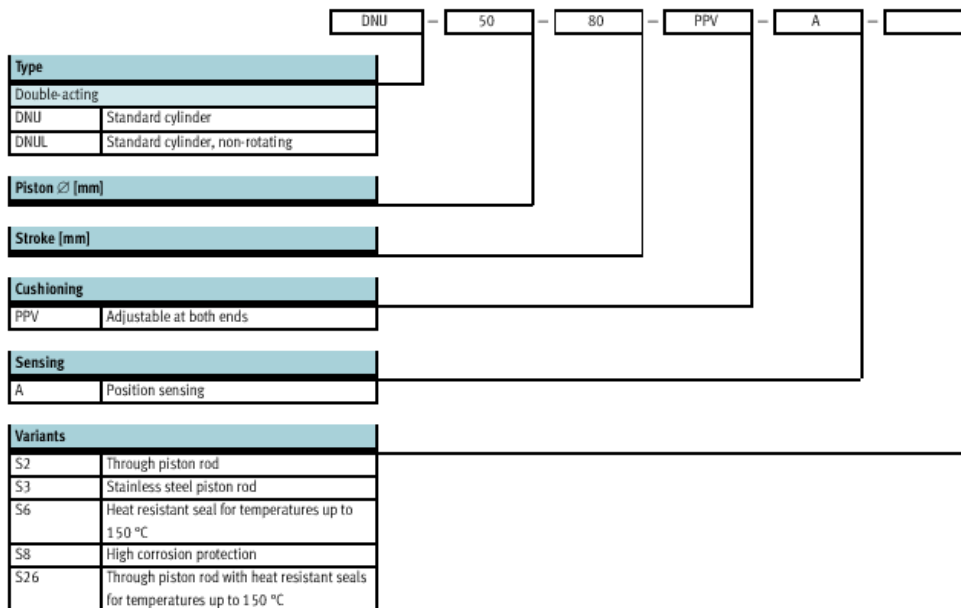 DNU – 50 – 80 – PPV – A –
Type
Double-acting
DNU Standard cylinder
DNUL Standard cylinder, non-rotating
Piston ∅ [mm]
Stroke [mm]
Cushioning
PPV Adjustable at both ends
Sensing
A Position sensing
Variants
S2 Through piston rod
S3 Stainless steel piston rod
S6 Heat resistant seal for temperatures up to
150 °C
S8 High corrosion protection
S26 Through piston rod with heat resistant seals
for temperatures up to 150 °C